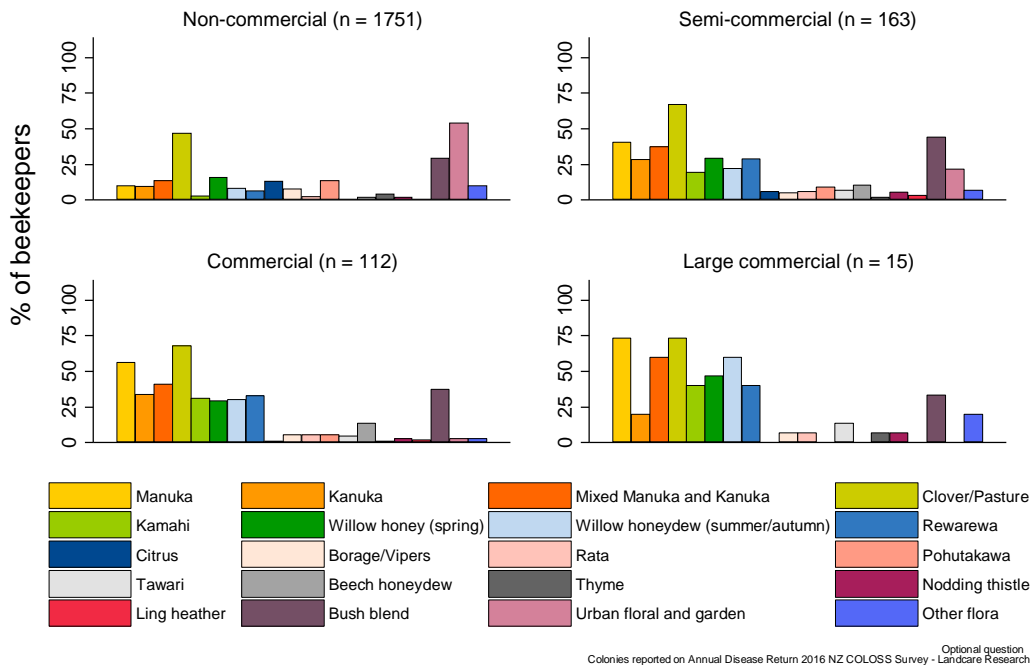 Non-commercial (n = 1751)
Semi-commercial (n = 163)
% of beekeepers
0 25 50 75 100
0 25 50 75 100
Commercial (n = 112)
Large commercial (n = 15)
0 25 50 75 100
0 25 50 75 100
Manuka Kanuka Mixed Manuka and Kanuka Clover/Pasture
Kamahi Willow honey (spring) Willow honeydew (summer/autumn) Rewarewa
Citrus Borage/Vipers Rata Pohutakawa
Tawari Beech honeydew Thyme Nodding thistle
Ling heather Bush blend Urban floral and garden Other flora
Optional question
Colonies reported on Annual Disease Return 2016 NZ COLOSS Survey - Landcare Research